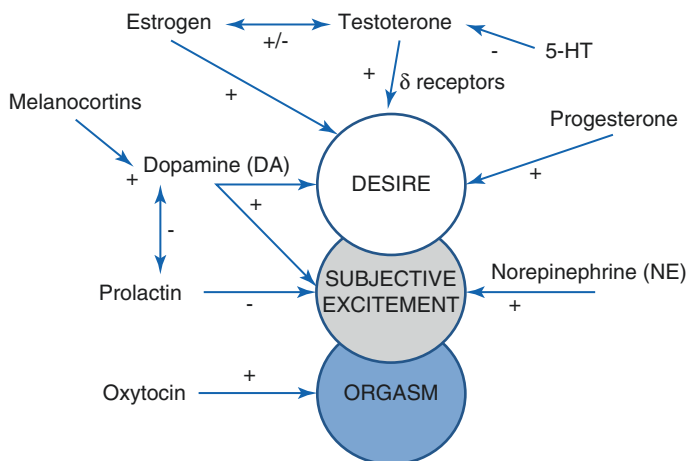 Estrogen +/- Testoterone
- 5-HT
+ + δ receptors
Melanocortins
Progesterone
+ Dopamine (DA) DESIRE +
+
-
Prolactin - SUBJECTIVE
EXCITEMENT Norepinephrine (NE)
+
Oxytocin + ORGASM